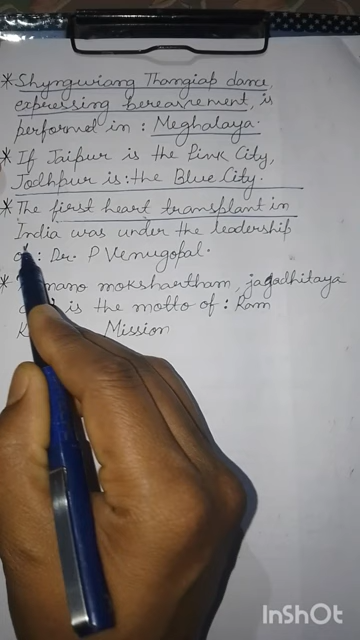 * Shyngwiang Thangiap dance,
expressing bereavement, is
performed in : Meghalaya.
* If Jaipur is the Pink City,
Jodhpur is : the Blue City.
* The first heart transplant in
India was under the leadership
: Dr. P Venugopal.
* mokshartham, jagadhitaya
is the motto of : Ram
Mission
InShOt